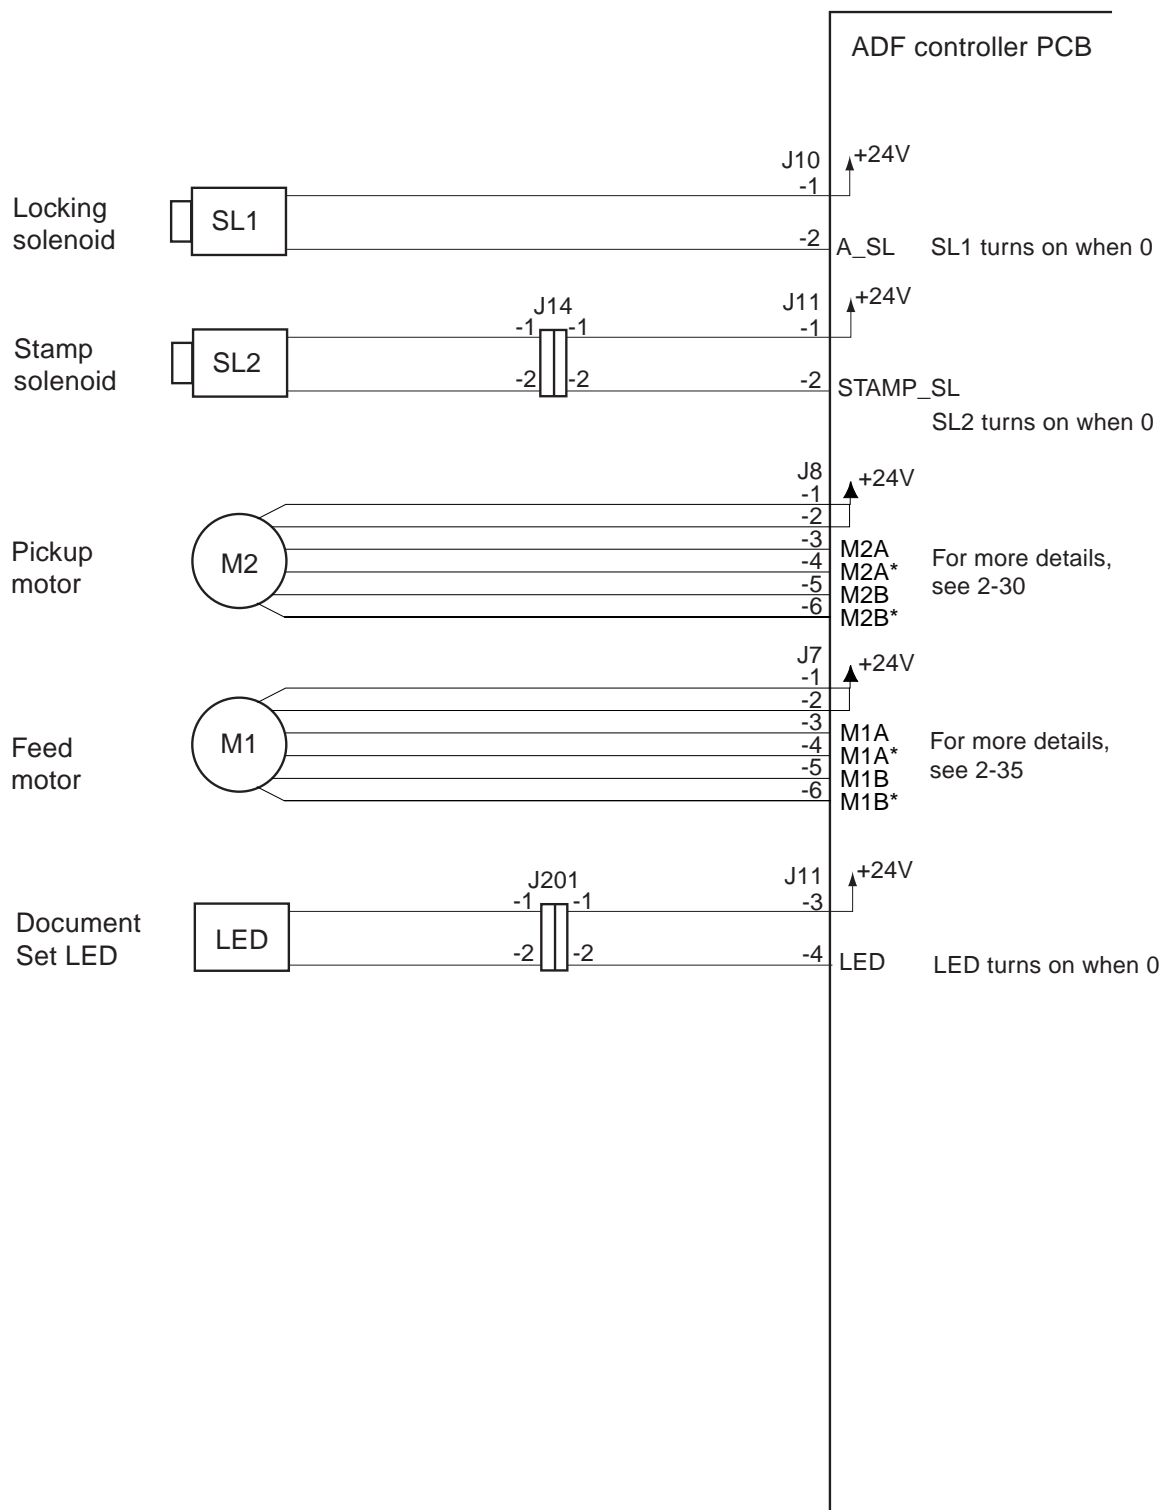 ADF controller PCB
Locking
solenoid
SL1
J10
-1
+24V
-2
A_SL
SL1 turns on when 0
Stamp
solenoid
SL2
J14
-1
-1
-2
-2
J11
-1
+24V
-2
STAMP_SL
SL2 turns on when 0
Pickup
motor
M2
J8
+24V
-1
-2
-3
-4
-5
-6
M2A
M2A*
M2B
M2B*
For more details,
see 2-30
Feed
motor
M1
J7
+24V
-1
-2
-3
-4
-5
-6
M1A
M1A*
M1B
M1B*
For more details,
see 2-35
Document
Set LED
LED
J201
-1
-1
-2
-2
J11
+24V
-3
-4
LED
LED turns on when 0